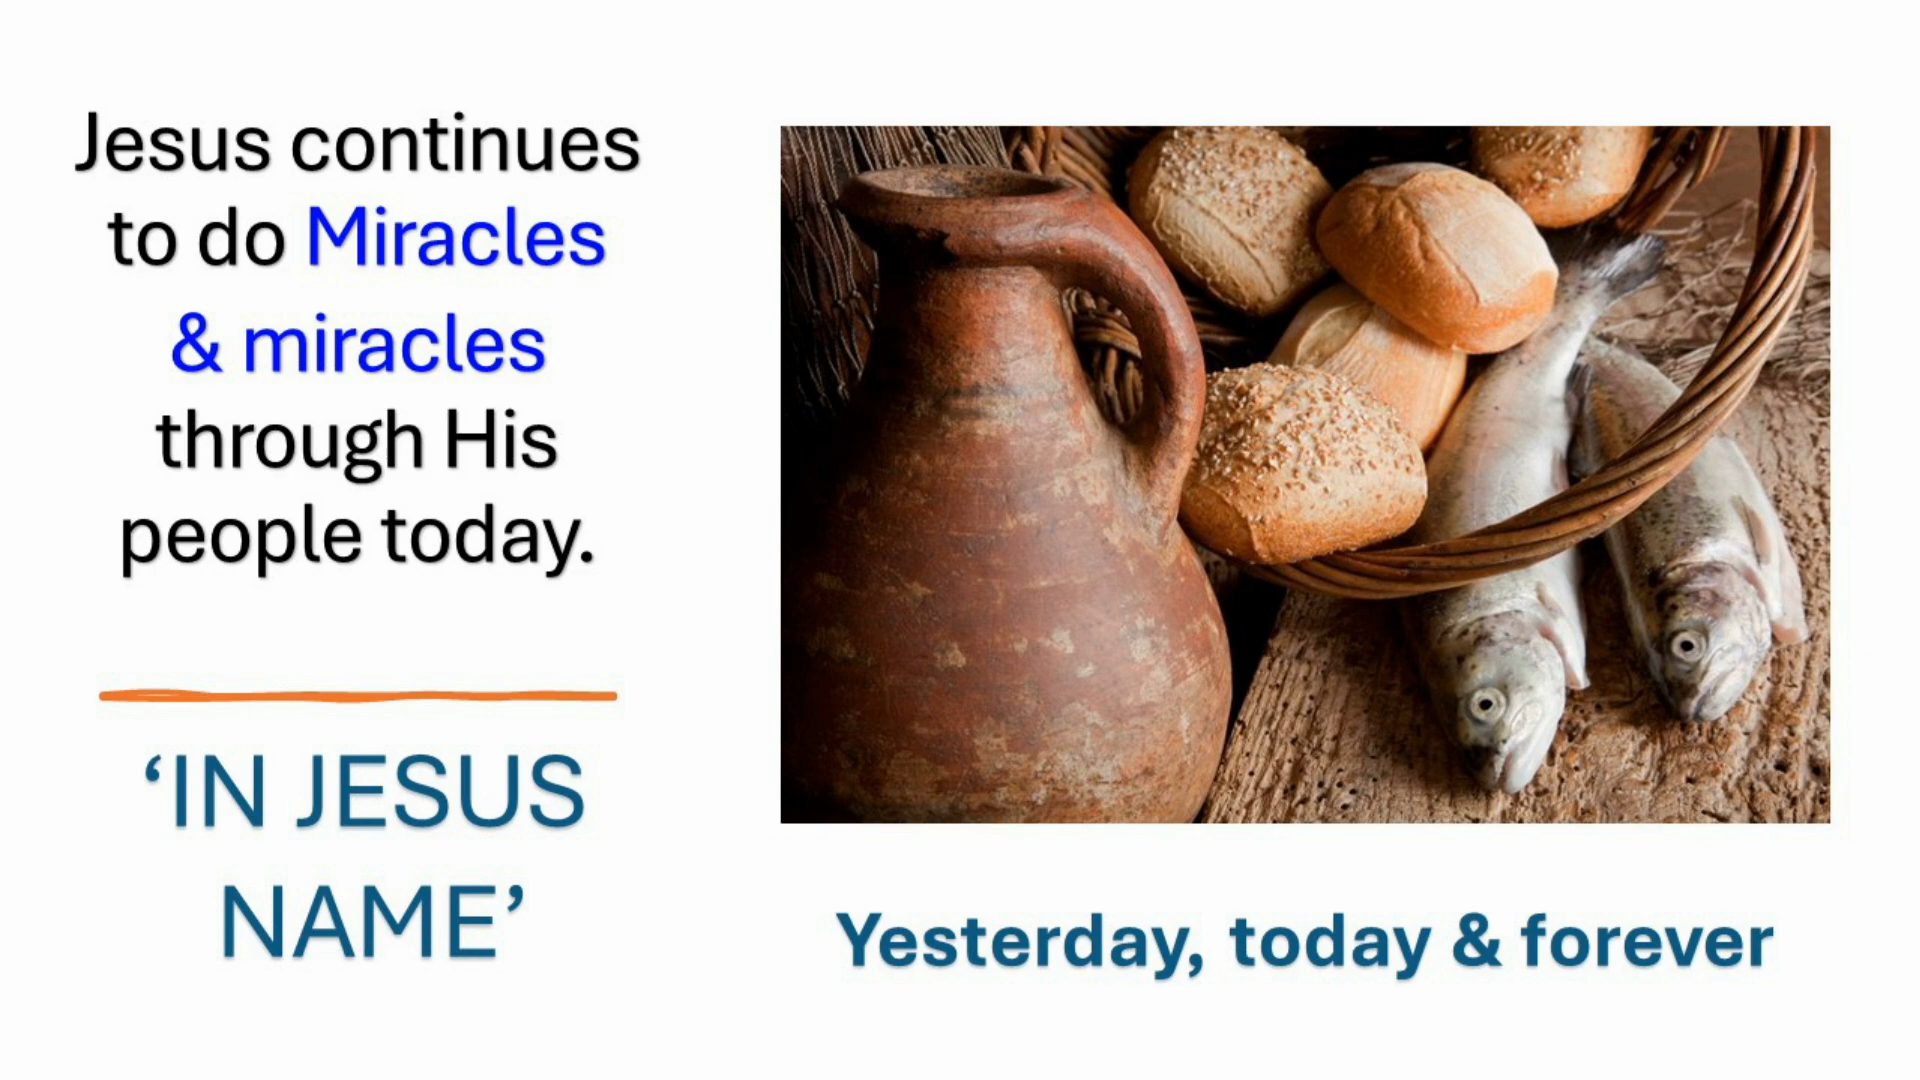 Jesus continues
to do Miracles
& miracles
through His
people today.
‘IN JESUS
NAME’
Yesterday, today & forever